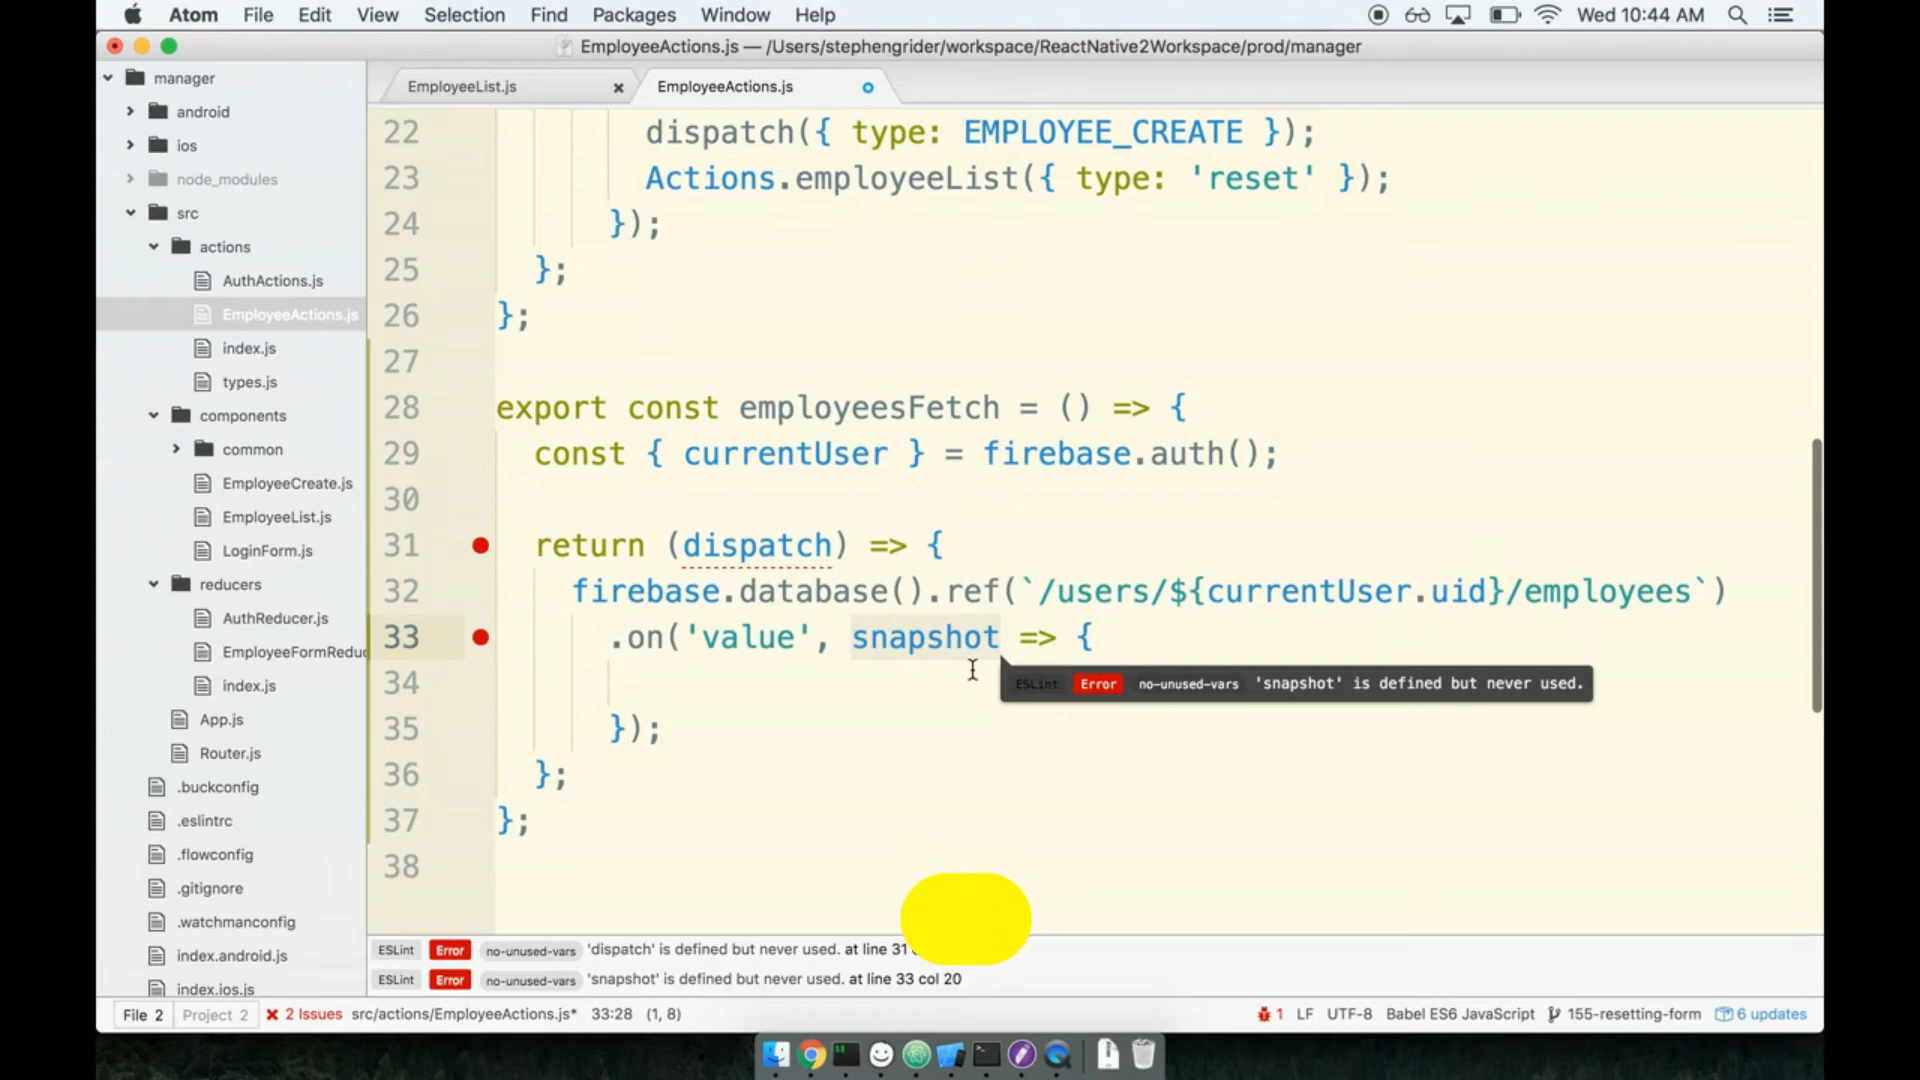 Atom File Edit View Selection Find Packages Window Help Wed 10:44 AM
EmployeeActions.js — /Users/stephengrider/workspace/ReactNative2Workspace/prod/manager
manager
android
ios
node_modules
src
actions
AuthActions.js
EmployeeActions.js
index.js
types.js
components
common
EmployeeCreate.js
EmployeeList.js
LoginForm.js
reducers
AuthReducer.js
EmployeeFormReduc
index.js
App.js
Router.js
.buckconfig
.eslintrc
.flowconfig
.gitignore
.watchmanconfig
index.android.js
index.ios.js
EmployeeList.js EmployeeActions.js
22 dispatch({ type: EMPLOYEE_CREATE });
23 Actions.employeeList({ type: 'reset' });
24 });
25 };
26 };
27
28 export const employeesFetch = () => {
29 const { currentUser } = firebase.auth();
30
31 return (dispatch) => {
32 firebase.database().ref(`/users/${currentUser.uid}/employees`)
33 .on('value', snapshot => {
34 ESLint Error no-unused-vars 'snapshot' is defined but never used.
35 });
36 };
37 };
38
ESLint Error no-unused-vars 'dispatch' is defined but never used. at line 31
ESLint Error no-unused-vars 'snapshot' is defined but never used. at line 33 col 20
File 2 Project 2 2 Issues src/actions/EmployeeActions.js* 33:28 (1, 8) 1 LF UTF-8 Babel ES6 JavaScript 155-resetting-form 6 updates